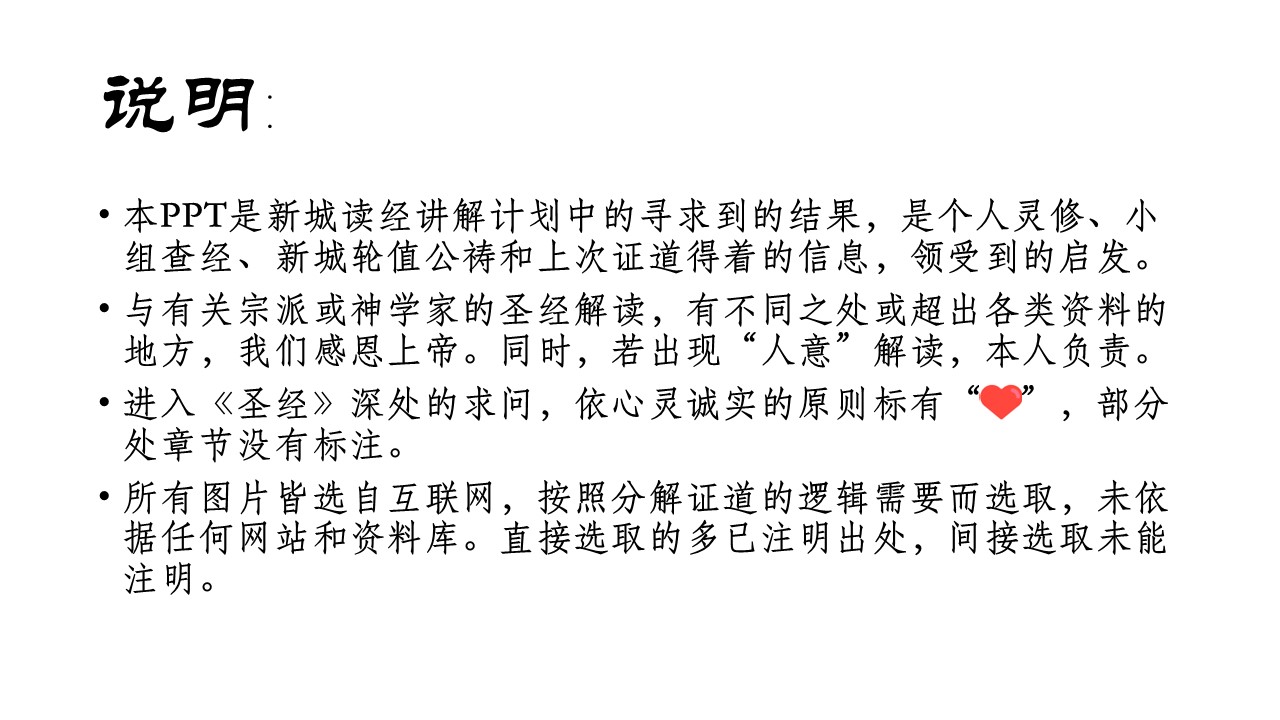 说明:
• 本PPT是新城读经讲解计划中的寻求到的结果，是个人灵修、小
组查经、新城轮值公祷和上次证道得着的信息，领受到的启发。
• 与有关宗派或神学家的圣经解读，有不同之处或超出各类资料的
地方，我们感恩上帝。同时，若出现“人意”解读，本人负责。
• 进入《圣经》深处的求问，依心灵诚实的原则标有“❤”，部分
处章节没有标注。
• 所有图片皆选自互联网，按照分解证道的逻辑需要而选取，未依
据任何网站和资料库。直接选取的多已注明出处，间接选取未能
注明。